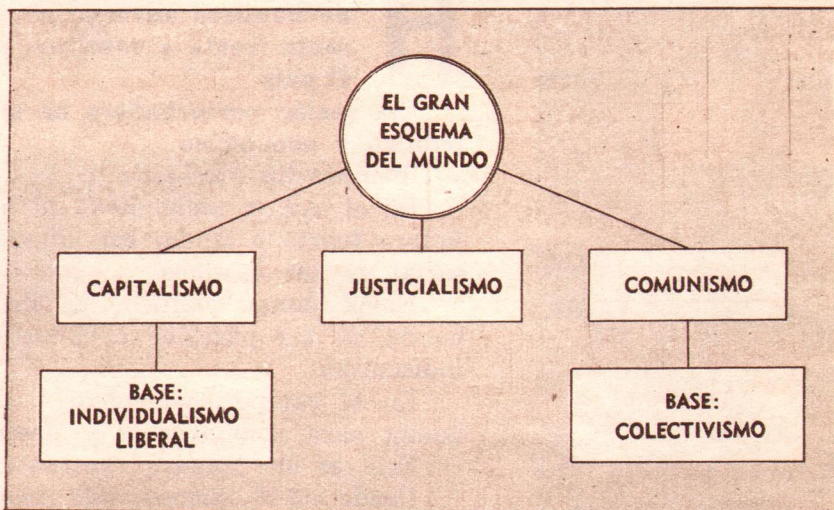 EL GRAN
ESQUEMA
DEL MUNDO
CAPITALISMO
JUSTICIALISMO
COMUNISMO
BASE:
INDIVIDUALISMO
LIBERAL
BASE:
COLECTIVISMO